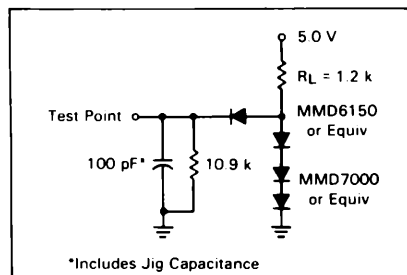 5.0 V
RL = 1.2 k
Test Point
MMD6150
or Equiv
100 pF*
10.9 k
MMD7000
or Equiv
*Includes Jig Capacitance